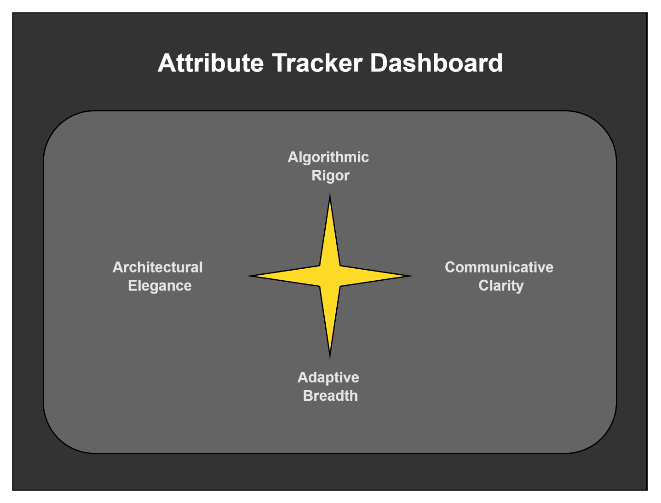 Attribute Tracker Dashboard
Algorithmic
Rigor
Architectural
Elegance
Communicative
Clarity
Adaptive
Breadth